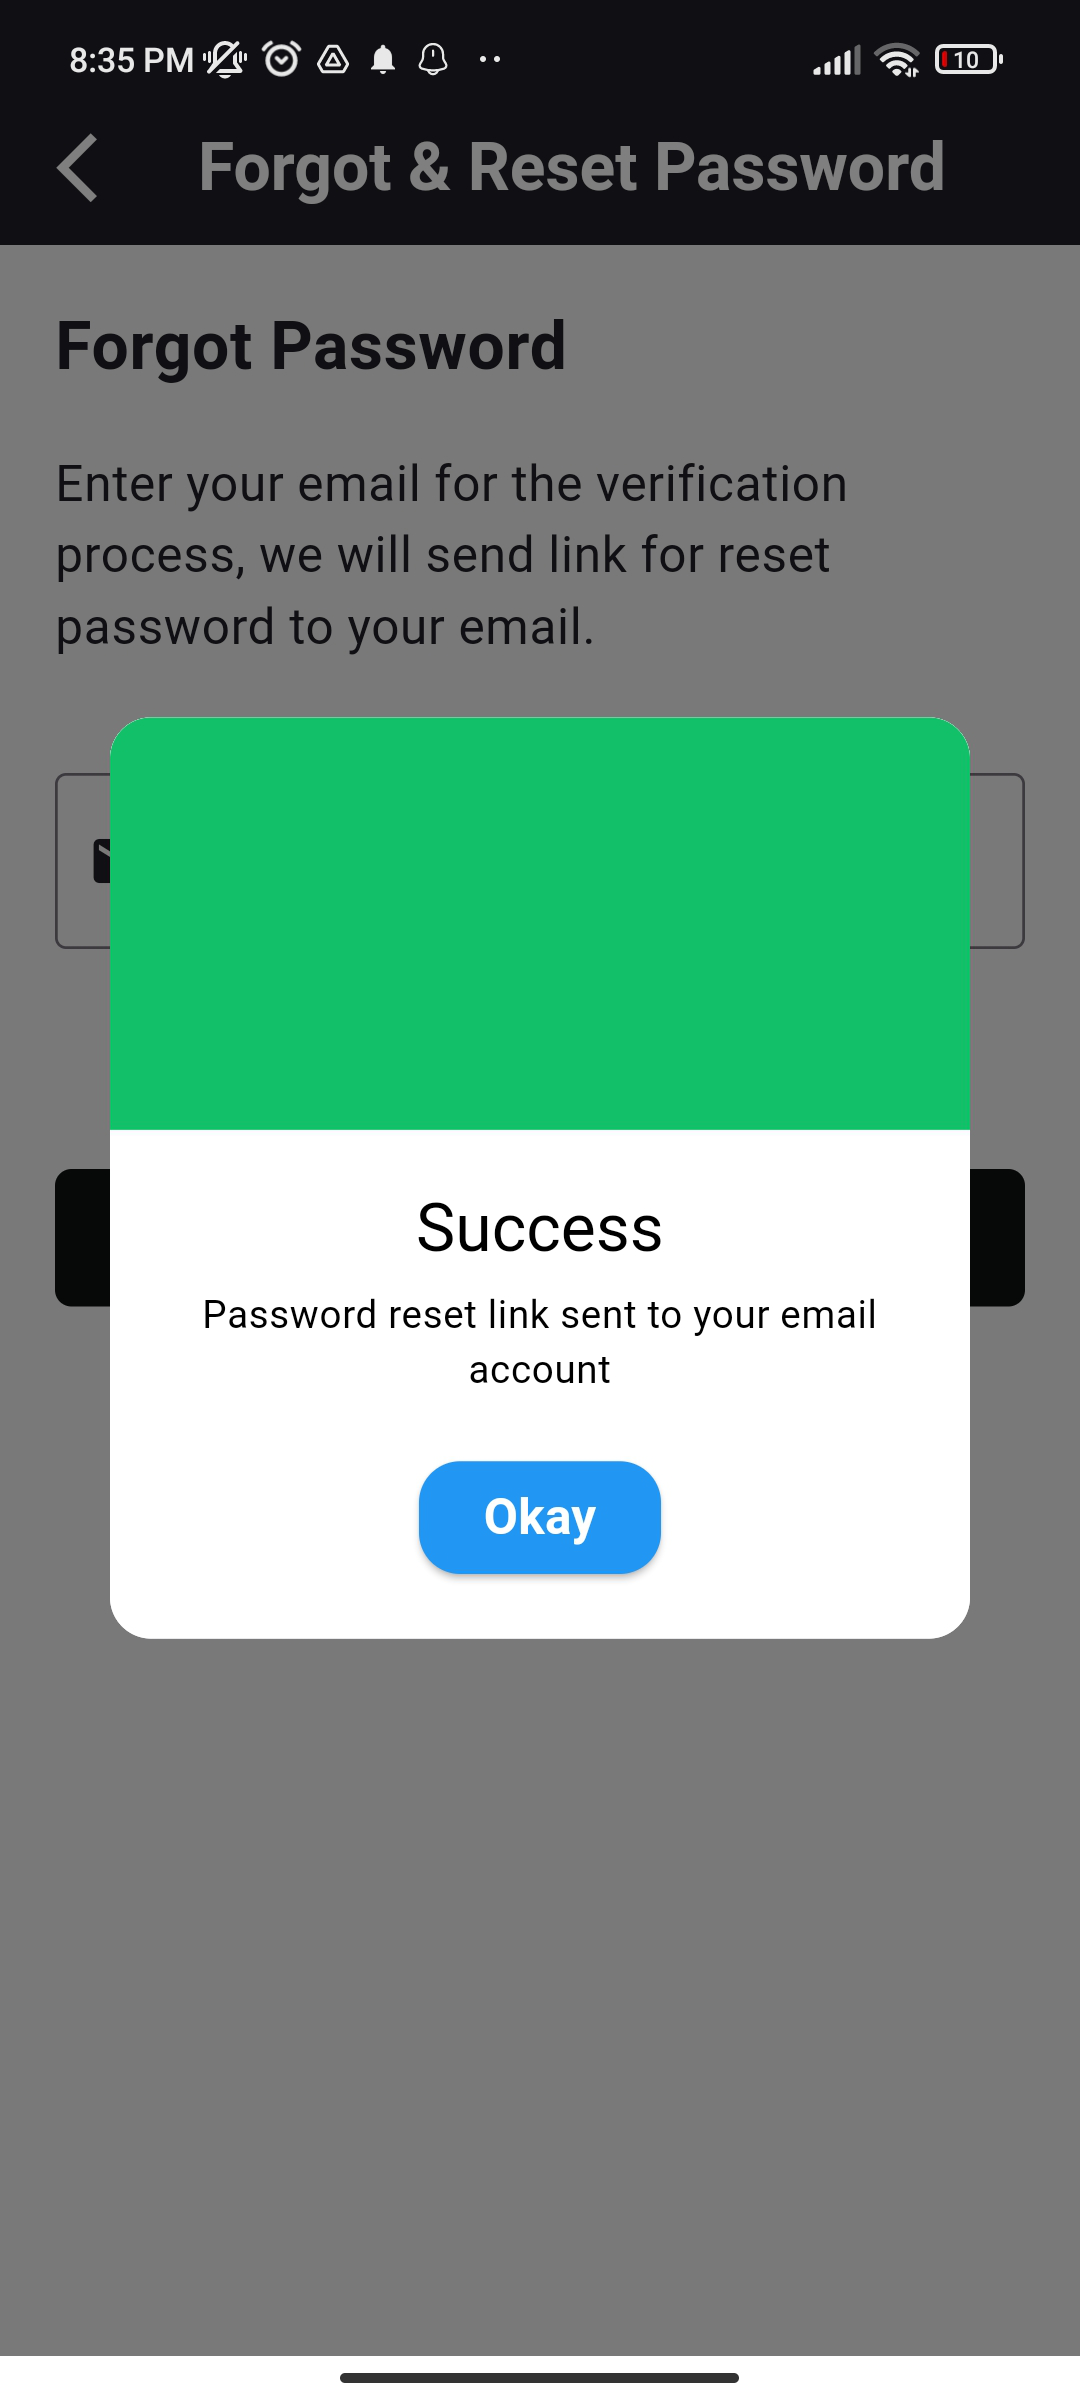 8:35 PM
10
Forgot & Reset Password
Forgot Password
Enter your email for the verification
process, we will send link for reset
password to your email.
Success
Password reset link sent to your email
account
Okay